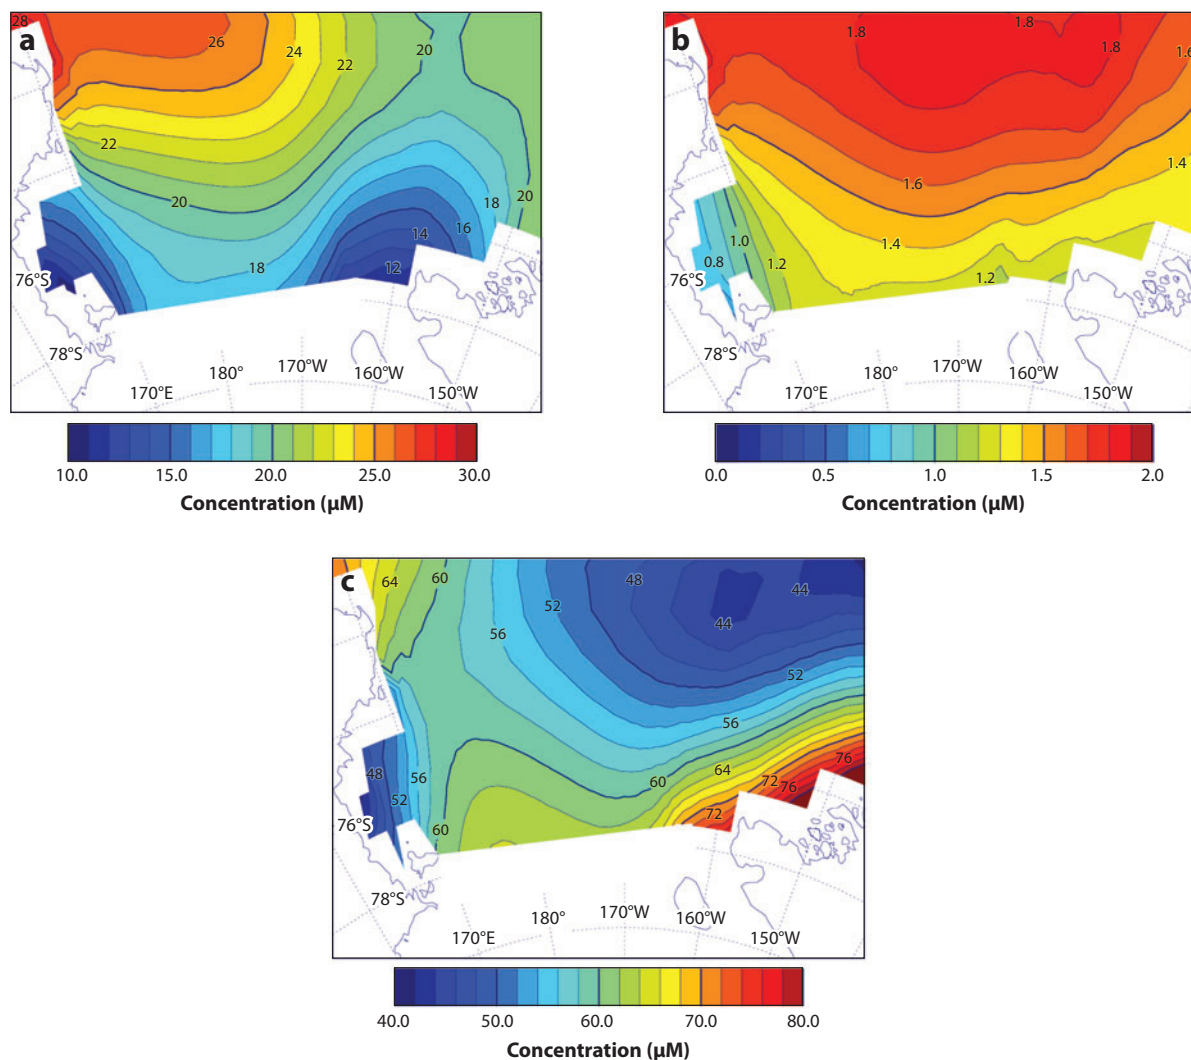 a
28
26
24
22
20
22
20
20
18
18
16
14
12
76°S
78°S
170°E
180°
170°W
160°W
150°W
10.0 15.0 20.0 25.0 30.0
Concentration (µM)
b
1.8
1.8
1.8
1.6
1.4
1.6
1.4
1.2
1.2
1.0
0.8
76°S
78°S
170°E
180°
170°W
160°W
150°W
0.0 0.5 1.0 1.5 2.0
Concentration (µM)
c
64
60
56
52
48
44
44
52
56
60
64
72
76
76
72
48
52
56
60
76°S
78°S
170°E
180°
170°W
160°W
150°W
40.0 50.0 60.0 70.0 80.0
Concentration (µM)